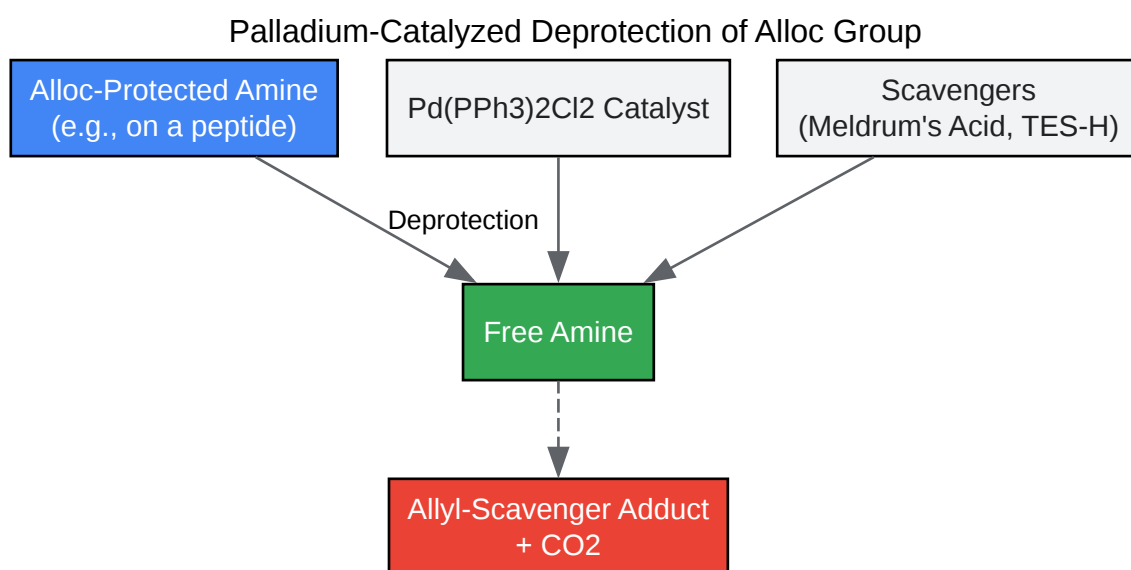 Palladium-Catalyzed Deprotection of Alloc Group
Alloc-Protected Amine
(e.g., on a peptide)
Pd(PPh3)2Cl2 Catalyst
Scavengers
(Meldrum's Acid, TES-H)
Deprotection
Free Amine
Allyl-Scavenger Adduct
+ CO2